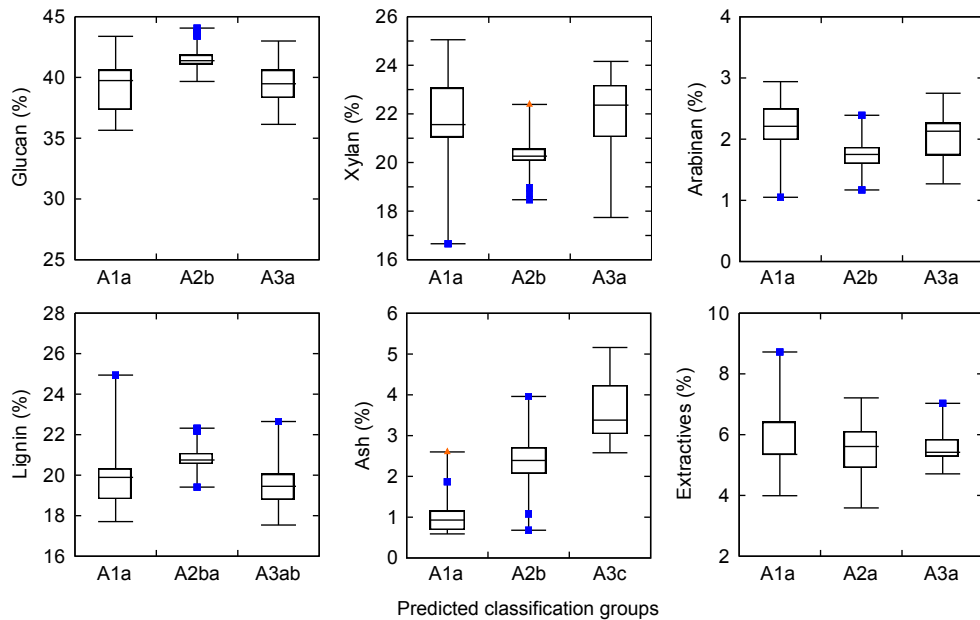 Glucan (%)
45
40
35
30
25
A1a A2b A3a
Xylan (%)
26
24
22
20
18
16
A1a A2b A3a
Arabinan (%)
4
3
2
1
0
A1a A2b A3a
Lignin (%)
28
26
24
22
20
18
16
A1a A2ba A3ab
Ash (%)
6
5
4
3
2
1
0
A1a A2b A3c
Extractives (%)
10
8
6
4
2
A1a A2a A3a
Predicted classification groups